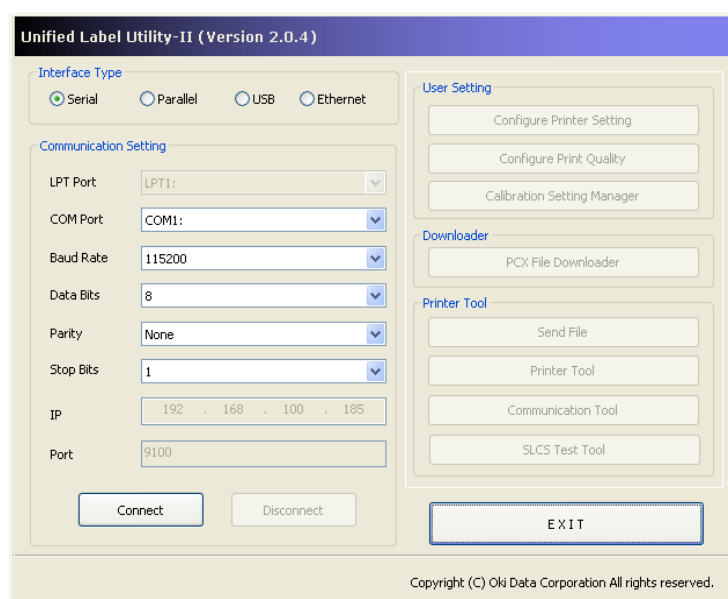 Unified Label Utility-II (Version 2.0.4)
Interface Type
Serial Parallel USB Ethernet
Communication Setting
LPT Port LPT1:
COM Port COM1:
Baud Rate 115200
Data Bits 8
Parity None
Stop Bits 1
IP 192 . 168 . 100 . 185
Port 9100
Connect Disconnect
User Setting
Configure Printer Setting
Configure Print Quality
Calibration Setting Manager
Downloader
PCX File Downloader
Printer Tool
Send File
Printer Tool
Communication Tool
SLCS Test Tool
EXIT
Copyright (C) Oki Data Corporation All rights reserved.